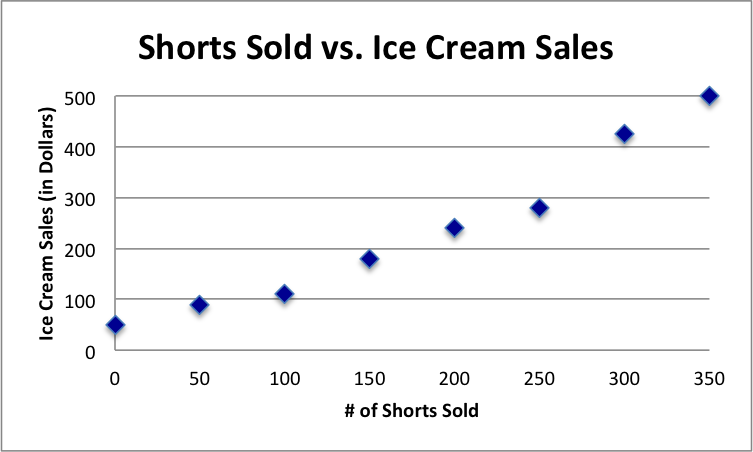 Shorts Sold vs. Ice Cream Sales
Ice Cream Sales (in Dollars)
500
400
300
200
100
0
0 50 100 150 200 250 300 350
# of Shorts Sold